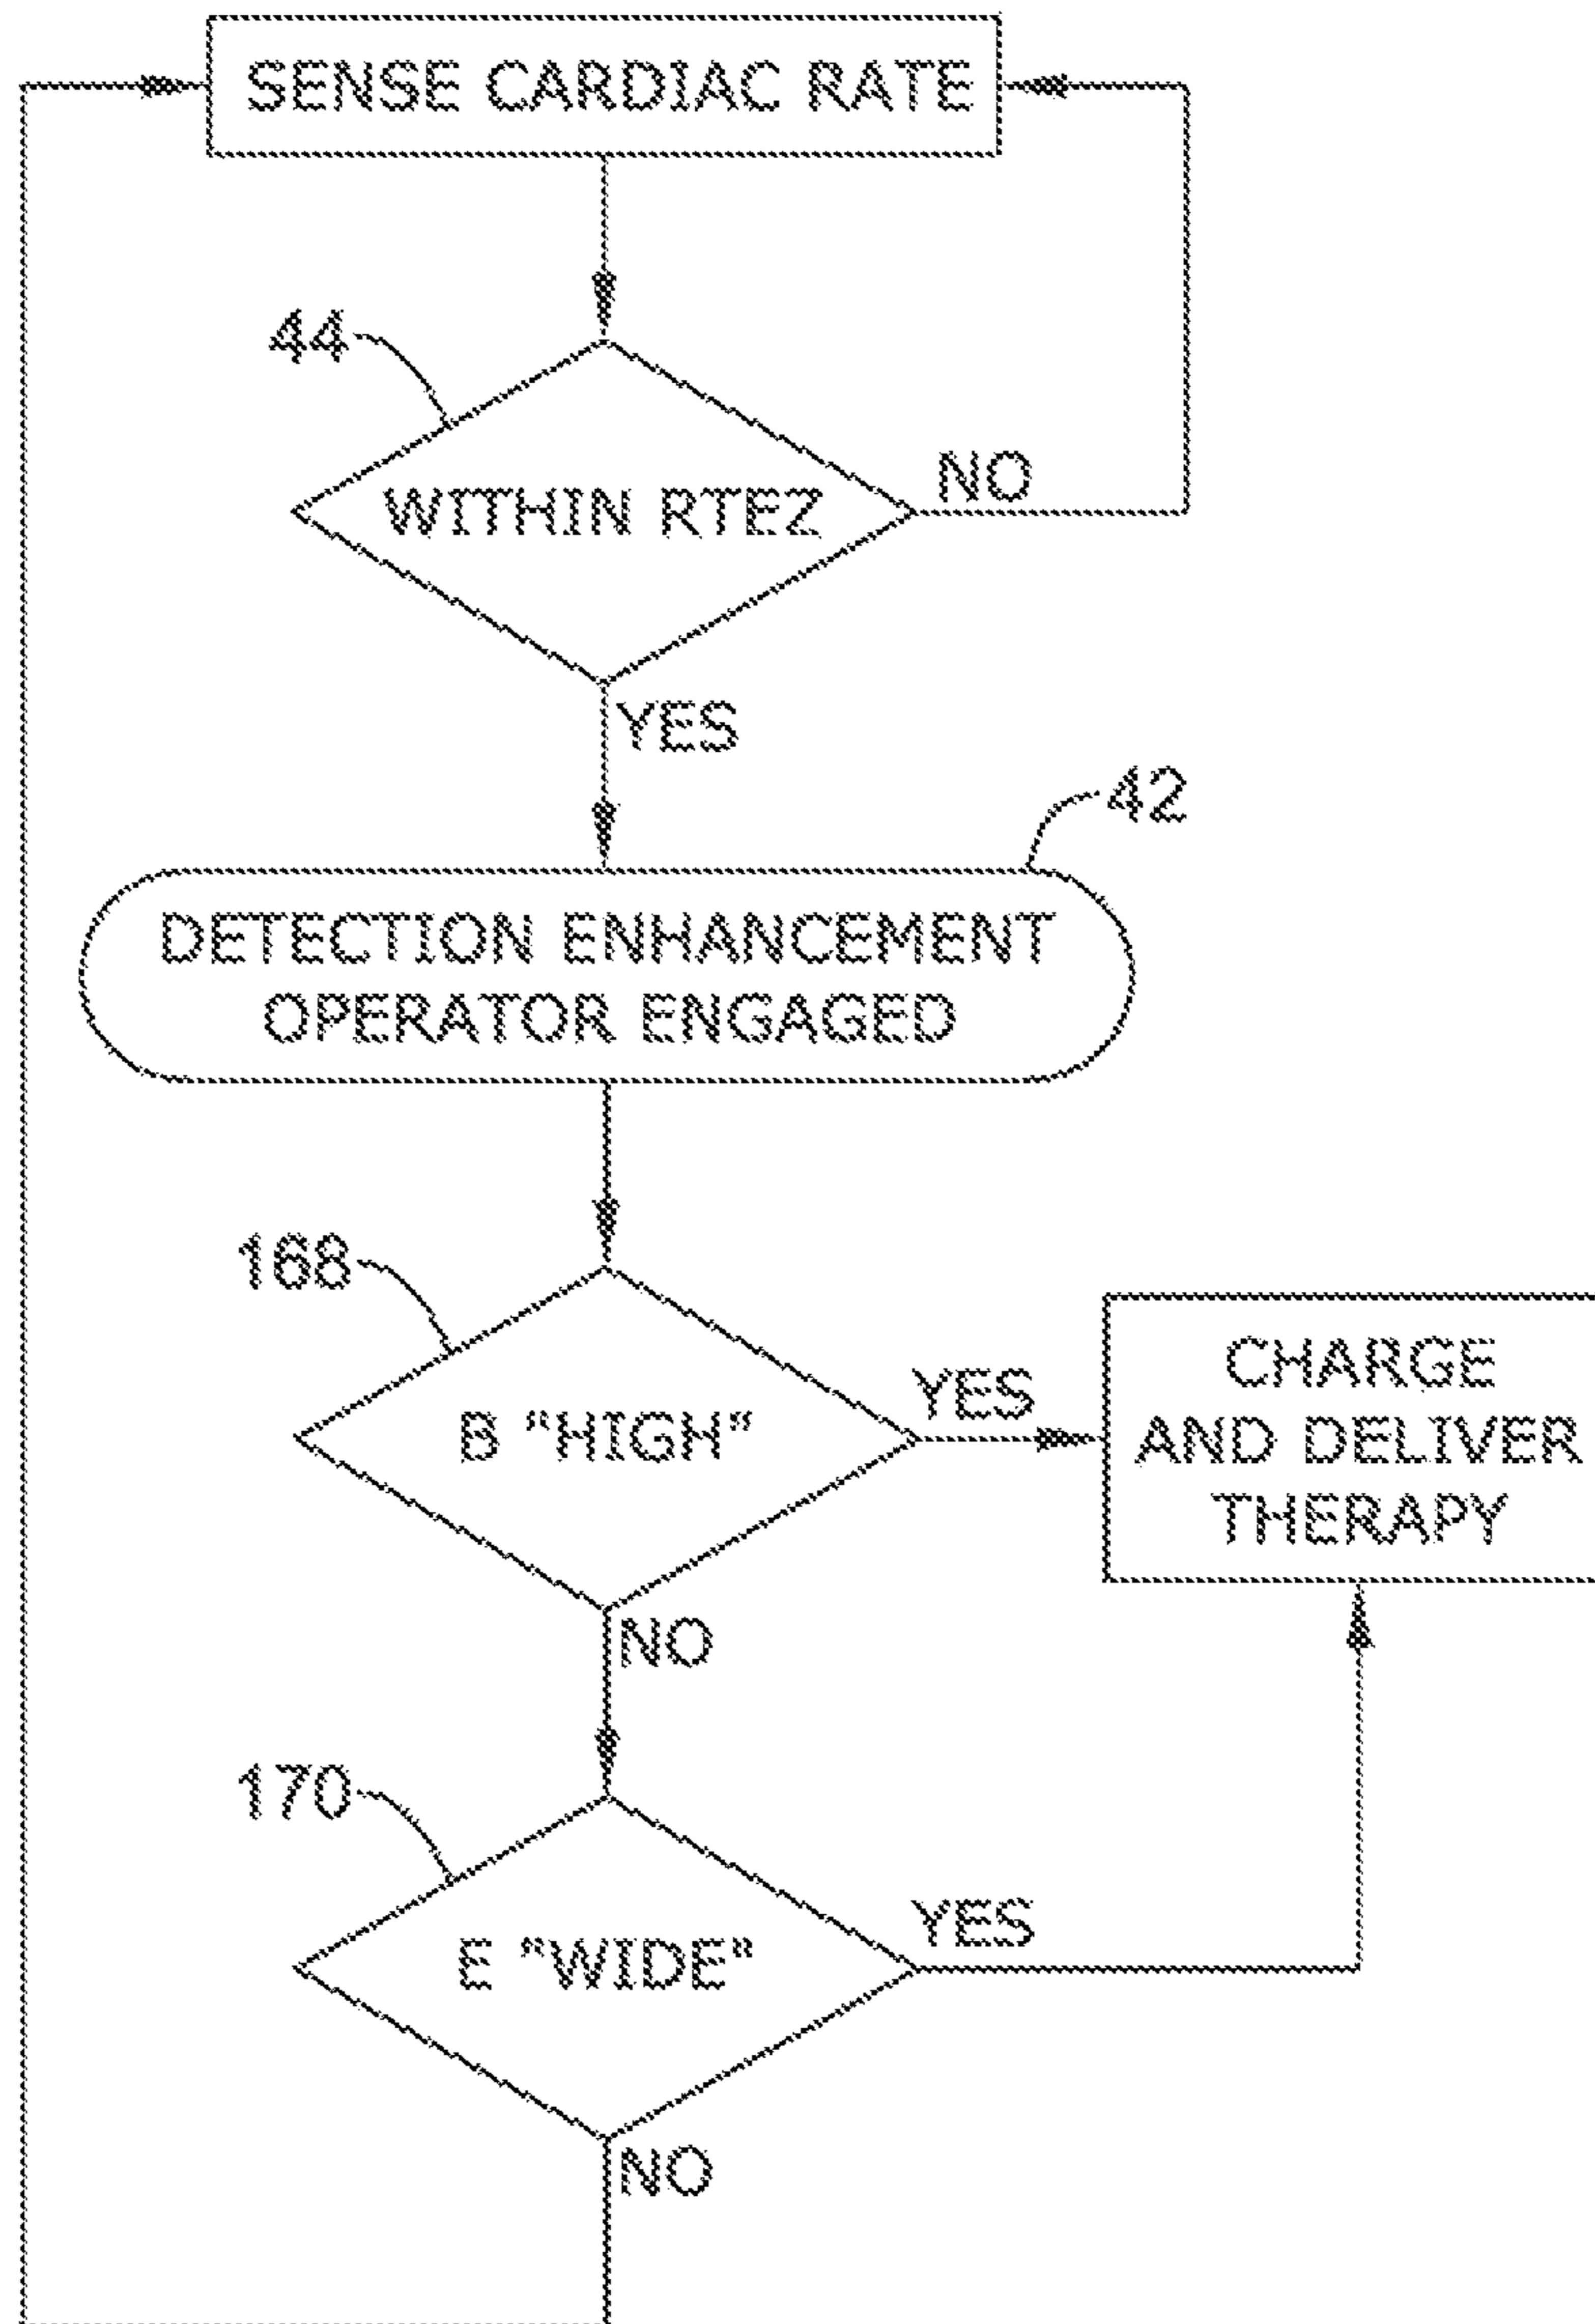 SENSE CARDIAC RATE
44
WITHIN RTEZ
NO
YES
42
DETECTION ENHANCEMENT
OPERATOR ENGAGED
168
B “HIGH”
YES
CHARGE
AND DELIVER
THERAPY
NO
170
E "WIDE"
YES
NO